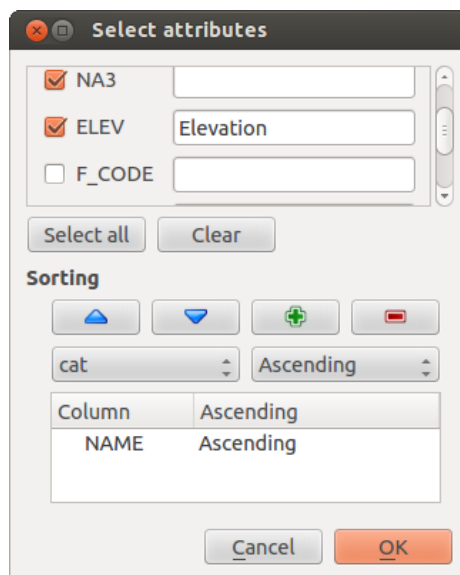 Select attributes
NA3
ELEV Elevation
F_CODE
Select all Clear
Sorting
cat Ascending
Column Ascending
NAME Ascending
Cancel OK